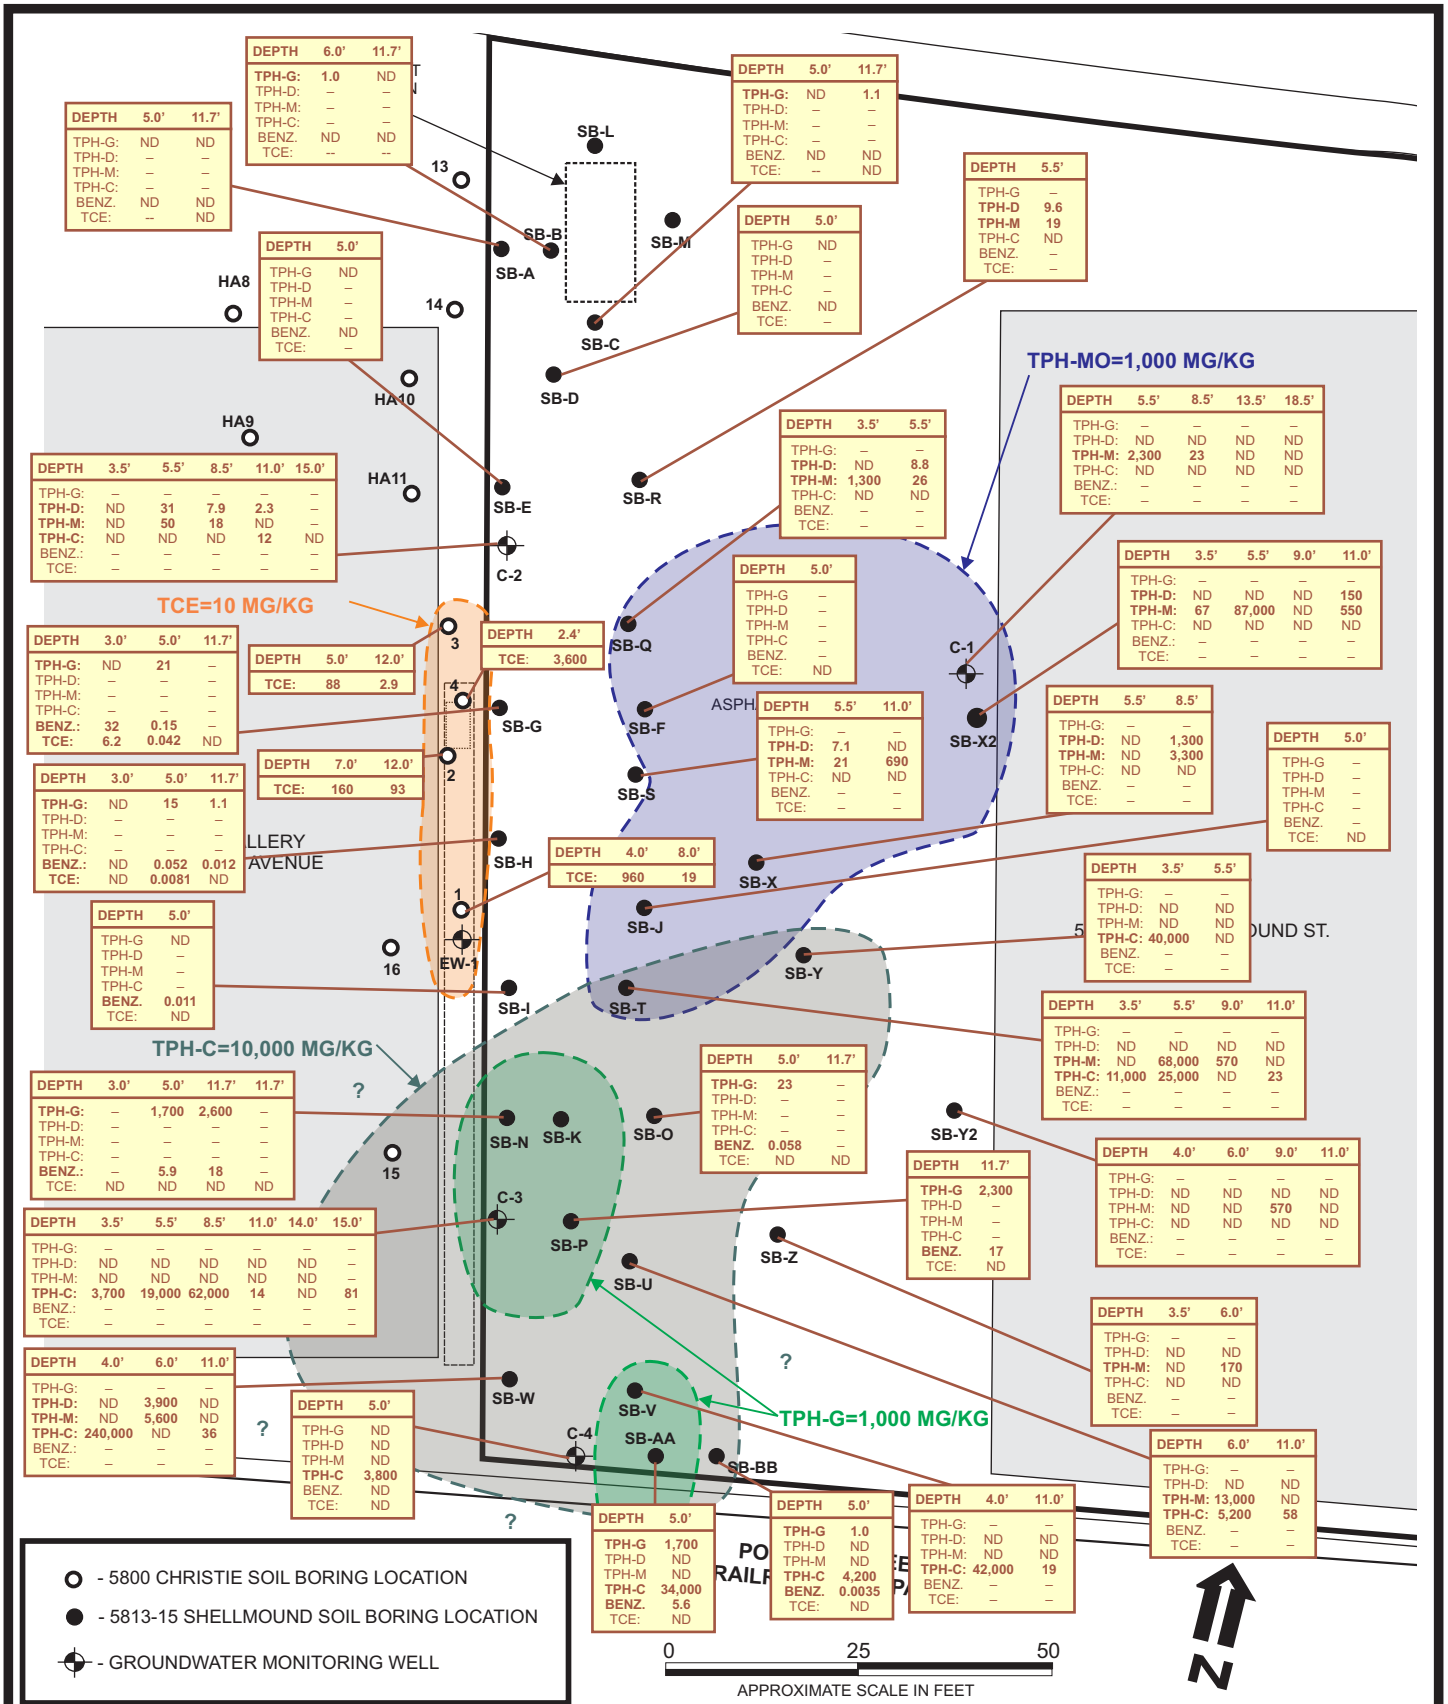 DEPTH 6.0' 11.7'
TPH-G: 1.0 ND
TPH-D: – –
TPH-M: – –
TPH-C: – –
BENZ. ND ND
TCE: -- --
T
N
DEPTH 5.0' 11.7'
TPH-G: ND 1.1
TPH-D: – –
TPH-M: – –
TPH-C: – –
BENZ. ND ND
TCE: -- ND
DEPTH 5.0' 11.7'
TPH-G: ND ND
TPH-D: – –
TPH-M: – –
TPH-C: – –
BENZ. ND ND
TCE: -- ND
SB-L
13
DEPTH 5.5'
TPH-G –
TPH-D 9.6
TPH-M 19
TPH-C ND
BENZ. –
TCE: –
SB-B
SB-M
SB-A
DEPTH 5.0'
TPH-G ND
TPH-D –
TPH-M –
TPH-C –
BENZ. ND
TCE: –
DEPTH 5.0'
TPH-G ND
TPH-D –
TPH-M –
TPH-C –
BENZ. ND
TCE: –
HA8
14
SB-C
TPH-MO=1,000 MG/KG
SB-D
HA10
HA9
HA11
DEPTH 5.5' 8.5' 13.5' 18.5'
TPH-G: – – – –
TPH-D: ND ND ND ND
TPH-M: 2,300 23 ND ND
TPH-C: ND ND ND ND
BENZ.: – – – –
TCE: – – – –
DEPTH 3.5' 5.5'
TPH-G: – –
TPH-D: ND 8.8
TPH-M: 1,300 26
TPH-C: ND ND
BENZ. – –
TCE: – –
DEPTH 3.5' 5.5' 8.5' 11.0' 15.0'
TPH-G: – – – – –
TPH-D: ND 31 7.9 2.3 –
TPH-M: ND 50 18 ND –
TPH-C: ND ND ND 12 ND
BENZ.: – – – – –
TCE: – – – – –
SB-E
SB-R
C-2
DEPTH 3.5' 5.5' 9.0' 11.0'
TPH-G: – – – –
TPH-D: ND ND ND 150
TPH-M: 67 87,000 ND 550
TPH-C: ND ND ND ND
BENZ.: – – – –
TCE: – – – –
DEPTH 5.0'
TPH-G –
TPH-D –
TPH-M –
TPH-C –
BENZ. –
TCE: ND
TCE=10 MG/KG
3
DEPTH 2.4'
TCE: 3,600
SB-Q
C-1
DEPTH 3.0' 5.0' 11.7'
TPH-G: ND 21 –
TPH-D: – – –
TPH-M: – – –
TPH-C: – – –
BENZ.: 32 0.15 –
TCE: 6.2 0.042 ND
DEPTH 5.0' 12.0'
TCE: 88 2.9
4
SB-G
SB-F
ASPH
SB-X2
DEPTH 5.5' 11.0'
TPH-G: – –
TPH-D: 7.1 ND
TPH-M: 21 690
TPH-C: ND ND
BENZ. – –
TCE: – –
DEPTH 5.5' 8.5'
TPH-G: – –
TPH-D: ND 1,300
TPH-M: ND 3,300
TPH-C: ND ND
BENZ. – –
TCE: – –
DEPTH 5.0'
TPH-G –
TPH-D –
TPH-M –
TPH-C –
BENZ. –
TCE: ND
DEPTH 7.0' 12.0'
TCE: 160 93
2
SB-S
DEPTH 3.0' 5.0' 11.7'
TPH-G: ND 15 1.1
TPH-D: – – –
TPH-M: – – –
TPH-C: – – –
BENZ.: ND 0.052 0.012
TCE: ND 0.0081 ND
LLERY
AVENUE
SB-H
DEPTH 4.0' 8.0'
TCE: 960 19
SB-X
1
SB-J
DEPTH 3.5' 5.5'
TPH-G: – –
TPH-D: ND ND
TPH-M: ND ND
TPH-C: 40,000 ND
BENZ. – –
TCE: – –
5
OUND ST.
DEPTH 5.0'
TPH-G ND
TPH-D –
TPH-M –
TPH-C –
BENZ. 0.011
TCE: ND
16
EW-1
SB-Y
SB-I
SB-T
DEPTH 3.5' 5.5' 9.0' 11.0'
TPH-G: – – – –
TPH-D: ND ND ND ND
TPH-M: ND 68,000 570 ND
TPH-C: 11,000 25,000 ND 23
BENZ.: – – – –
TCE: – – – –
TPH-C=10,000 MG/KG
?
DEPTH 5.0' 11.7'
TPH-G: 23 –
TPH-D: – –
TPH-M: – –
TPH-C: – –
BENZ. 0.058 –
TCE: ND ND
DEPTH 3.0' 5.0' 11.7' 11.7'
TPH-G: – 1,700 2,600 –
TPH-D: – – – –
TPH-M: – – – –
TPH-C: – – – –
BENZ.: – 5.9 18 –
TCE: ND ND ND ND
SB-N
SB-K
SB-O
SB-Y2
15
DEPTH 4.0' 6.0' 9.0' 11.0'
TPH-G: – – – –
TPH-D: ND ND ND ND
TPH-M: ND ND 570 ND
TPH-C: ND ND ND ND
BENZ.: – – – –
TCE: – – – –
DEPTH 11.7'
TPH-G 2,300
TPH-D –
TPH-M –
TPH-C –
BENZ. 17
TCE: ND
C-3
DEPTH 3.5' 5.5' 8.5' 11.0' 14.0' 15.0'
TPH-G: – – – – – –
TPH-D: ND ND ND ND ND –
TPH-M: ND ND ND ND ND –
TPH-C: 3,700 19,000 62,000 14 ND 81
BENZ.: – – – – – –
TCE: – – – – – –
SB-P
SB-Z
SB-U
DEPTH 3.5' 6.0'
TPH-G: – –
TPH-D: ND ND
TPH-M: ND 170
TPH-C: ND ND
BENZ. – –
TCE: – –
?
DEPTH 4.0' 6.0' 11.0'
TPH-G: – – –
TPH-D: ND 3,900 ND
TPH-M: ND 5,600 ND
TPH-C: 240,000 ND 36
BENZ.: – – –
TCE: – – –
SB-W
SB-V
TPH-G=1,000 MG/KG
?
DEPTH 5.0'
TPH-G ND
TPH-D ND
TPH-M ND
TPH-C 3,800
BENZ. ND
TCE: ND
C-4
SB-AA
SB-BB
DEPTH 6.0' 11.0'
TPH-G: – –
TPH-D: ND ND
TPH-M: 13,000 ND
TPH-C: 5,200 58
BENZ. – –
TCE: – –
?
DEPTH 5.0'
TPH-G 1,700
TPH-D ND
TPH-M ND
TPH-C 34,000
BENZ. 5.6
TCE: ND
DEPTH 5.0'
TPH-G 1.0
TPH-D ND
TPH-M ND
TPH-C 4,200
BENZ. 0.0035
TCE: ND
DEPTH 4.0' 11.0'
TPH-G: – –
TPH-D: ND ND
TPH-M: ND ND
TPH-C: 42,000 19
BENZ. – –
TCE: – –
PO
RAILR
PA
- 5800 CHRISTIE SOIL BORING LOCATION
- 5813-15 SHELLMOUND SOIL BORING LOCATION
- GROUNDWATER MONITORING WELL
0 25 50
APPROXIMATE SCALE IN FEET
N